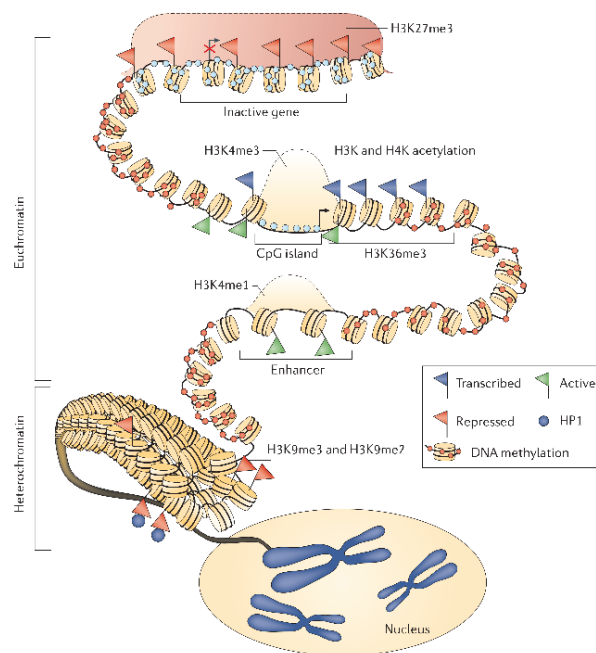 H3K27me3
Inactive gene
H3K4me3
H3K and H4K acetylation
CpG island
H3K36me3
Euchromatin
H3K4me1
Enhancer
Transcribed
Active
Repressed
HP1
DNA methylation
Heterochromatin
H3K9me3 and H3K9me?
Nucleus